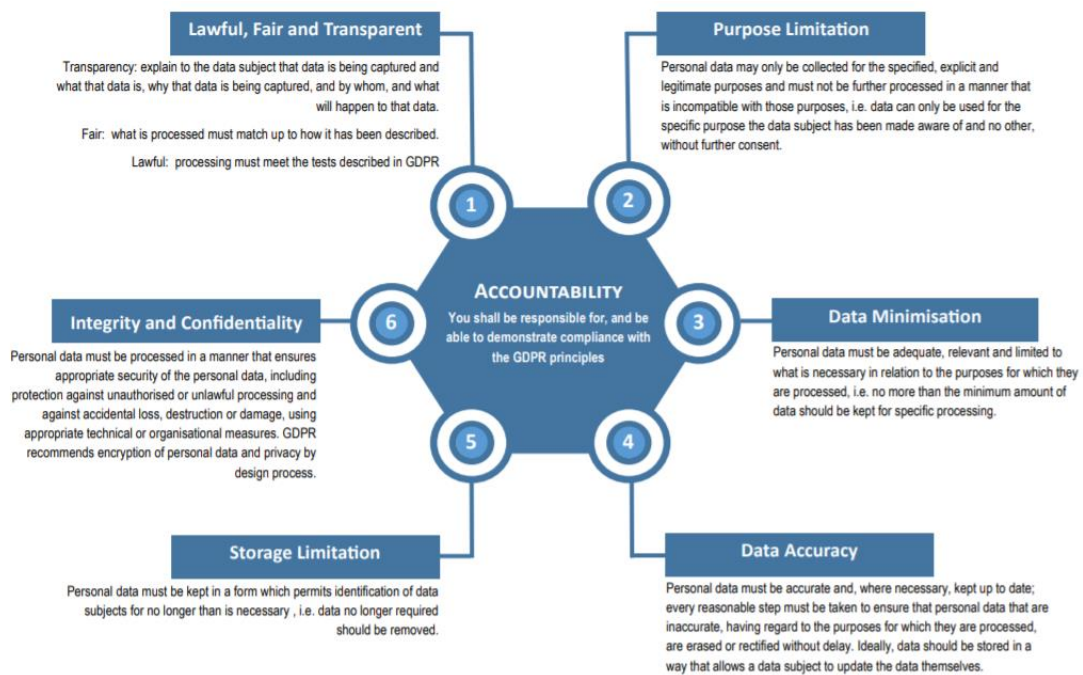 Lawful, Fair and Transparent
Transparency: explain to the data subject that data is being captured and
what that data is, why that data is being captured, and by whom, and what
will happen to that data.
Fair: what is processed must match up to how it has been described.
Lawful: processing must meet the tests described in GDPR
1
Purpose Limitation
Personal data may only be collected for the specified, explicit and
legitimate purposes and must not be further processed in a manner that
is incompatible with those purposes, i.e. data can only be used for the
specific purpose the data subject has been made aware of and no other,
without further consent.
2
ACCOUNTABILITY
You shall be responsible for, and be
able to demonstrate compliance with
the GDPR principles
3
Data Minimisation
Personal data must be adequate, relevant and limited to
what is necessary in relation to the purposes for which they
are processed, i.e. no more than the minimum amount of
data should be kept for specific processing.
4
Data Accuracy
Personal data must be accurate and, where necessary, kept up to date;
every reasonable step must be taken to ensure that personal data that are
inaccurate, having regard to the purposes for which they are processed,
are erased or rectified without delay. Ideally, data should be stored in a
way that allows a data subject to update the data themselves.
5
Storage Limitation
Personal data must be kept in a form which permits identification of data
subjects for no longer than is necessary , i.e. data no longer required
should be removed.
6
Integrity and Confidentiality
Personal data must be processed in a manner that ensures
appropriate security of the personal data, including
protection against unauthorised or unlawful processing and
against accidental loss, destruction or damage, using
appropriate technical or organisational measures. GDPR
recommends encryption of personal data and privacy by
design process.